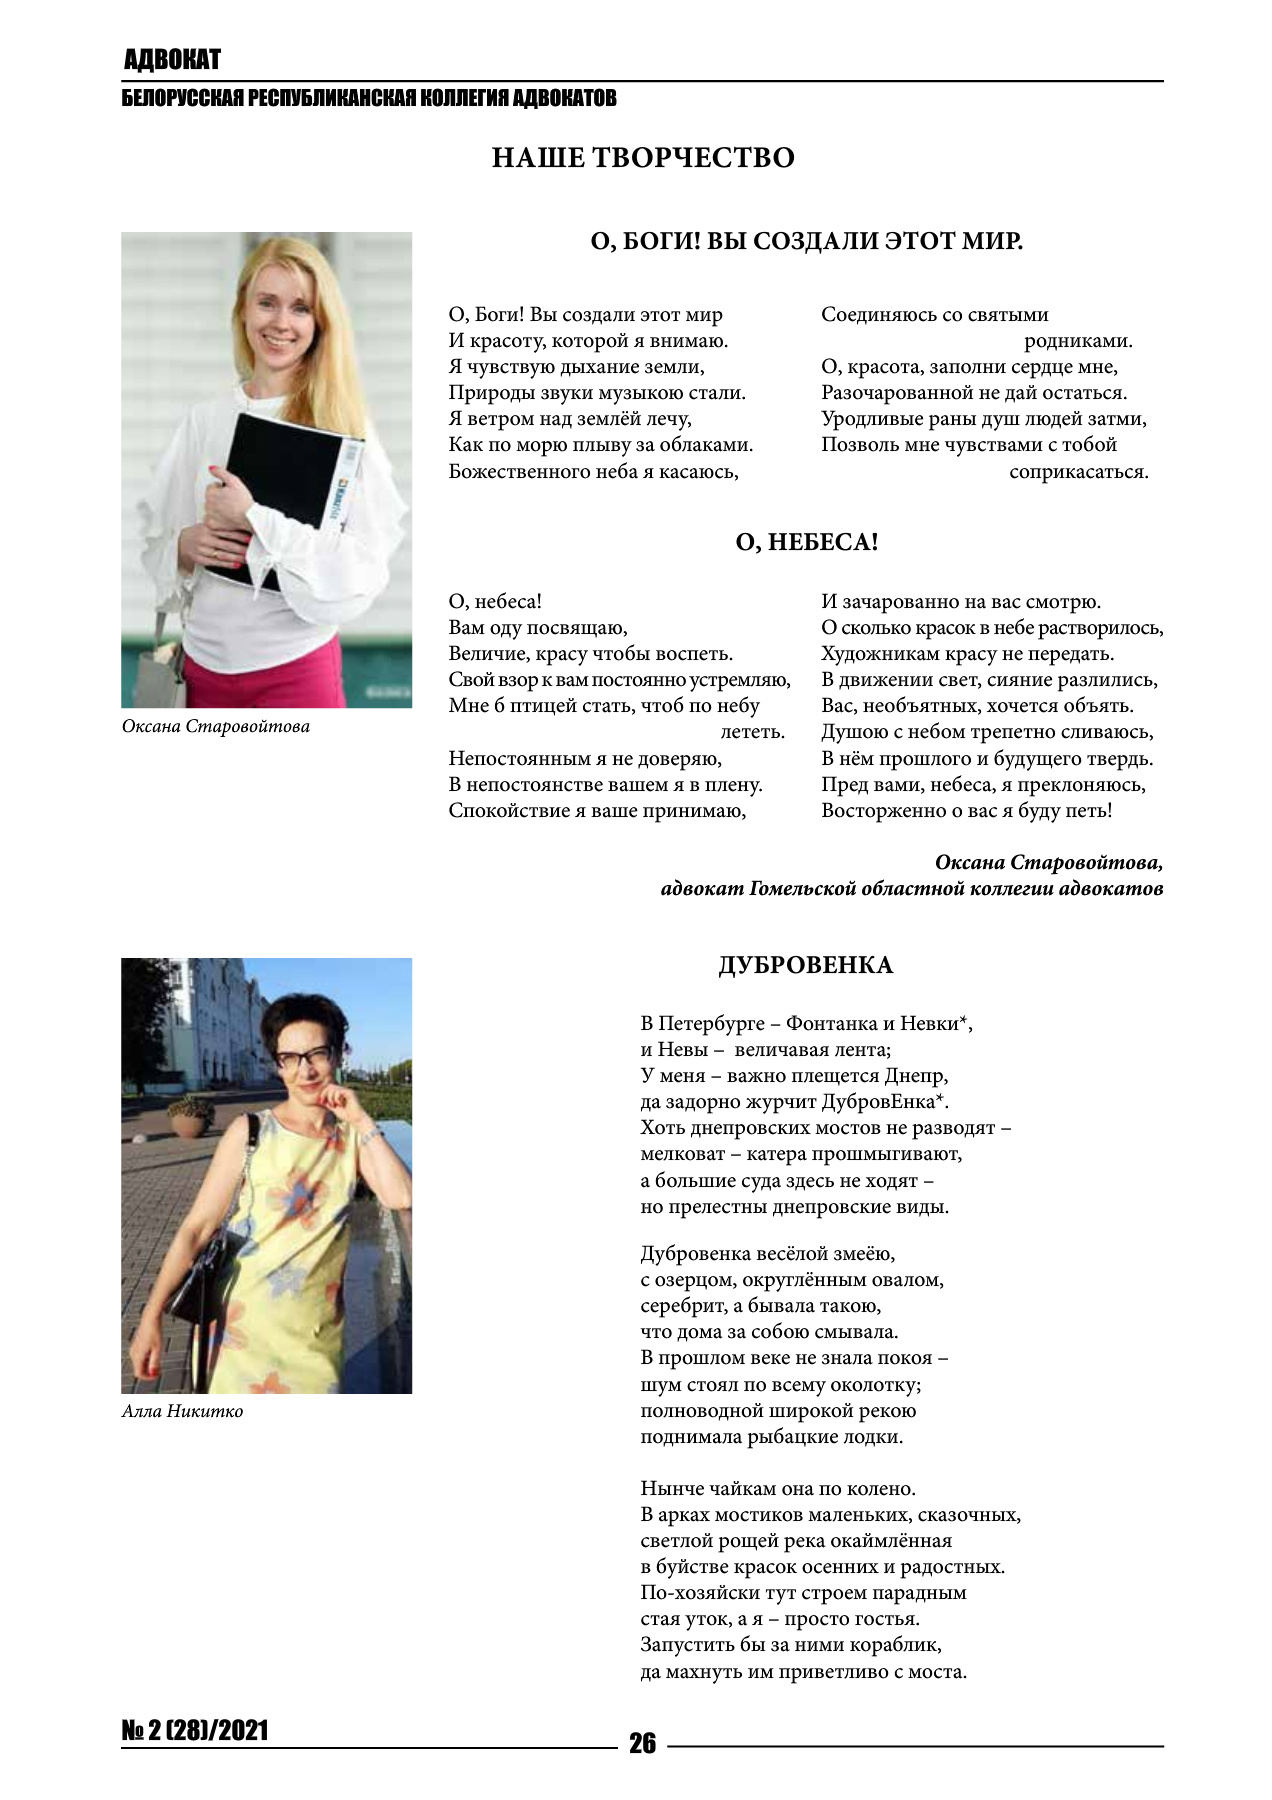 АДВОКАТ
БЕЛОРУССКАЯ РЕСПУБЛИКАНСКАЯ КОЛЛЕГИЯ АДВОКАТОВ
НАШЕ ТВОРЧЕСТВО
О, БОГИ! ВЫ СОЗДАЛИ ЭТОТ МИР.
О, Боги! Вы создали этот мир
И красоту, которой я внимаю.
Я чувствую дыхание земли,
Природы звуки музыкою стали.
Я ветром над землёй лечу,
Как по морю плыву за облаками.
Божественного неба я касаюсь,
Соединяюсь со святыми
родниками.
О, красота, заполни сердце мне,
Разочарованной не дай остаться.
Уродливые раны душ людей затми,
Позволь мне чувствами с тобой
соприкасаться.
Оксана Старовойтова
О, НЕБЕСА!
О, небеса!
Вам оду посвящаю,
Величие, красу чтобы воспеть.
Свой взор к вам постоянно устремляю,
Мне б птицей стать, чтоб по небу
лететь.
Непостоянным я не доверяю,
В непостоянстве вашем я в плену.
Спокойствие я ваше принимаю,
И зачарованно на вас смотрю.
О сколько красок в небе растворилось,
Художникам красу не передать.
В движении свет, сияние разлились,
Вас, необъятных, хочется объять.
Душою с небом трепетно сливаюсь,
В нём прошлого и будущего твердь.
Пред вами, небеса, я преклоняюсь,
Восторженно о вас я буду петь!
Оксана Старовойтова,
адвокат Гомельской областной коллегии адвокатов
Алла Никитко
ДУБРОВЕНКА
В Петербурге – Фонтанка и Невки*,
и Невы – величавая лента;
У меня – важно плещется Днепр,
да задорно журчит ДубровЕнка*.
Хоть днепровских мостов не разводят –
мелковат – катера прошмыгивают,
а большие суда здесь не ходят –
но прелестны днепровские виды.
Дубровенка весёлой змеёю,
с озерцом, округлённым овалом,
серебрит, а бывала такою,
что дома за собою смывала.
В прошлом веке не знала покоя –
шум стоял по всему околотку;
полноводной широкой рекою
поднимала рыбацкие лодки.
Нынче чайкам она по колено.
В арках мостиков маленьких, сказочных,
светлой рощей река окаймлённая
в буйстве красок осенних и радостных.
По-хозяйски тут строем парадным
стая уток, а я – просто гостья.
Запустить бы за ними кораблик,
да махнуть им приветливо с моста.
№ 2 (28)/2021
26